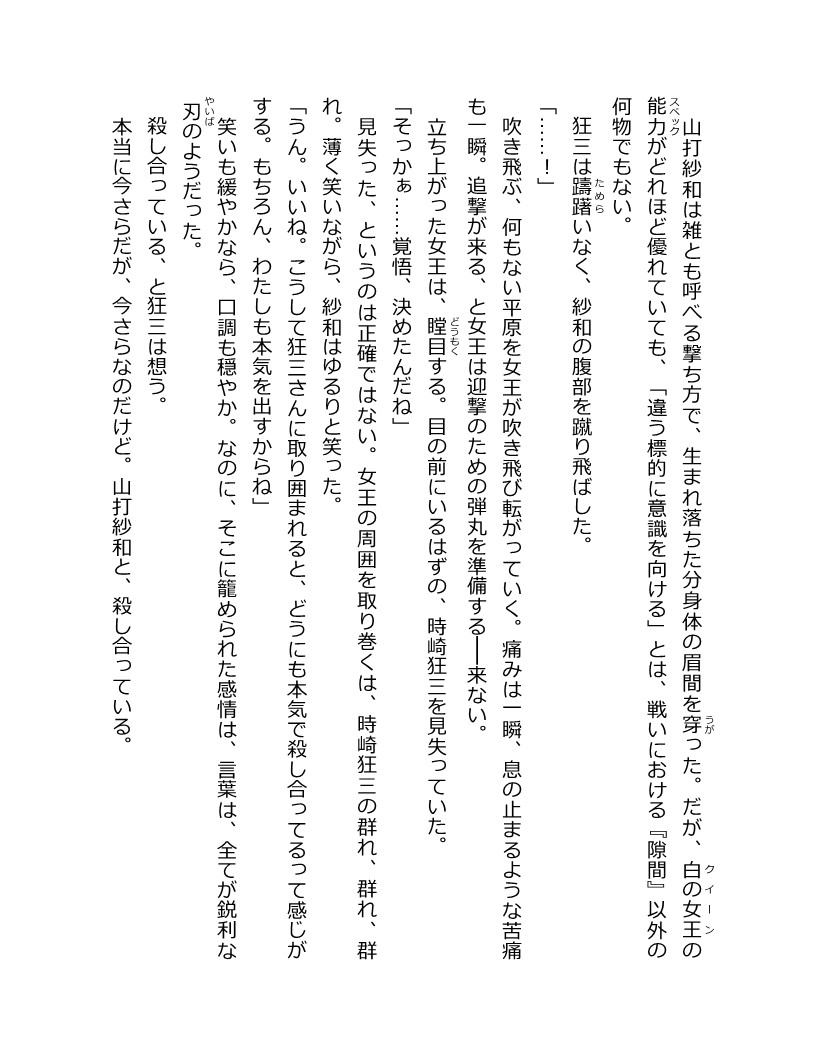 山打紗和は雑とも呼べる撃ち方で、生まれ落ちた分身体の眉間を穿った。だが、白の女王の
能力がどれほど優れていても、「違う標的に意識を向ける」とは、戦いにおける『隙間』以外の
何物でもない。
狂三は躊躇いなく、紗和の腹部を蹴り飛ばした。
「……！」
吹き飛ぶ、何もない平原を女王が吹き飛び転がっていく。痛みは一瞬、息の止まるような苦痛
も一瞬。追撃が来る、と女王は迎撃のための弾丸を準備する──来ない。
立ち上がった女王は、瞠目する。目の前にいるはずの、時崎狂三を見失っていた。
「そっかぁ……覚悟、決めたんだね」
見失った、というのは正確ではない。女王の周囲を取り巻くは、時崎狂三の群れ、群れ、群
れ。薄く笑いながら、紗和はゆるりと笑った。
「うん。いいね。こうして狂三さんに取り囲まれると、どうにも本気で殺し合ってるって感じが
する。もちろん、わたしも本気を出すからね」
笑いも緩やかなら、口調も穏やか。なのに、そこに籠められた感情は、言葉は、全てが鋭利な
刃のようだった。
殺し合っている、と狂三は想う。
本当に今さらだが、今さらなのだけど。山打紗和と、殺し合っている。
うが
クイーン
スペック
ためら
どうもく
やいば